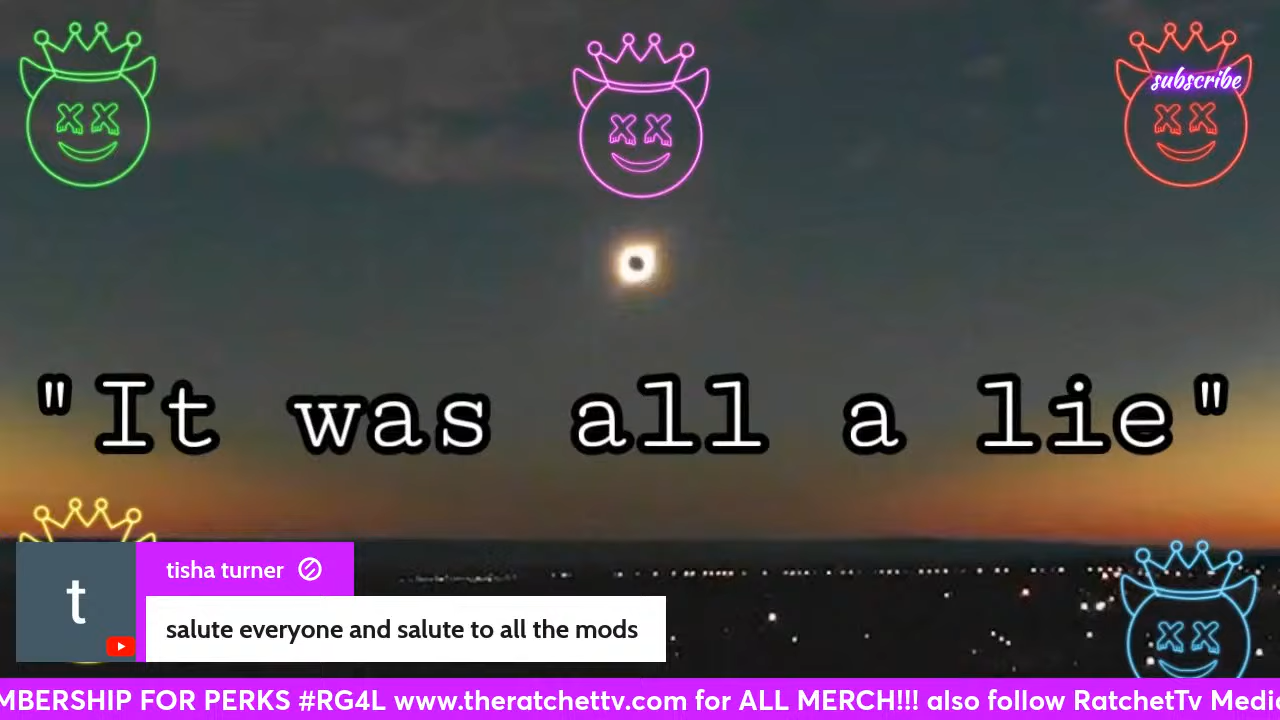 subscribe
"It was all a lie"
tisha turner
t
salute everyone and salute to all the mods
MBERSHIP FOR PERKS #RG4L www.theratchettv.com for ALL MERCH!!! also follow RatchetTv Medi